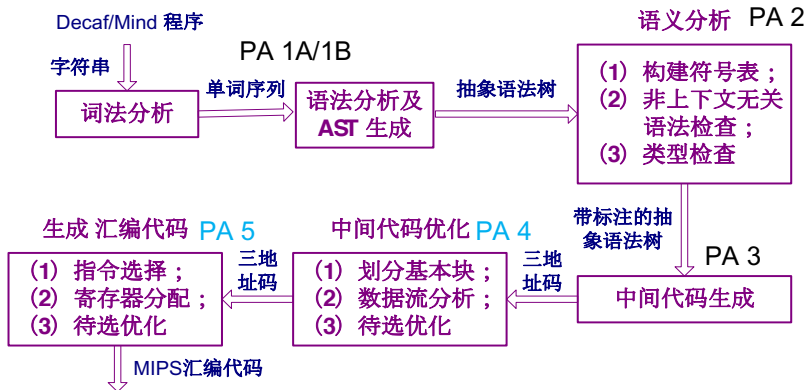 Decaf/Mind 程序
字符串
词法分析
PA 1A/1B
单词序列
语法分析及
AST 生成
抽象语法树
语义分析 PA 2
（1）构建符号表；
（2）非上下文无关
语法检查；
（3）类型检查
带标注的抽
象语法树
PA 3
中间代码生成
三地
址码
中间代码优化 PA 4
（1）划分基本块；
（2）数据流分析；
（3）待选优化
三地
址码
生成 汇编代码 PA 5
（1）指令选择；
（2）寄存器分配；
（3）待选优化
MIPS汇编代码